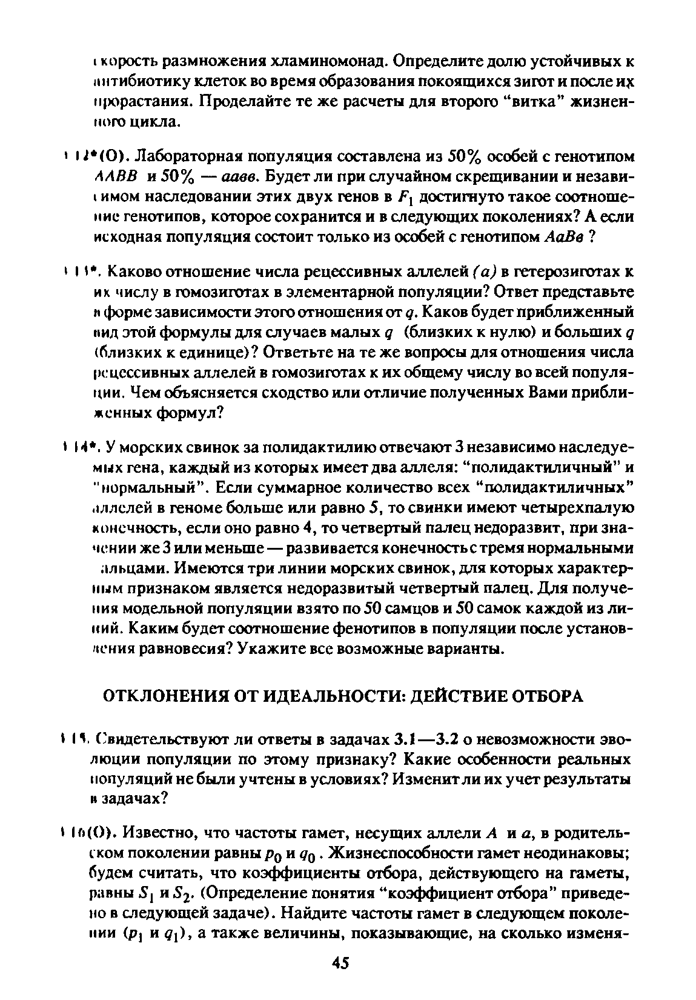 скорость размножения хламиномонад. Определите долю устойчивых к
антибиотику клеток во время образования покоящихся зигот и после их
прорастания. Проделайте те же расчеты для второго “витка” жизнен-
ного цикла.
3.12*(О). Лабораторная популяция составлена из 50% особей с генотипом
ААВВ и 50% — аавв. Будет ли при случайном скрещивании и незави-
симом наследовании этих двух генов в F₁ достигнуто такое соотноше-
ние генотипов, которое сохранится и в следующих поколениях? А если
исходная популяция состоит только из особей с генотипом АаВв ?
3.13*. Каково отношение числа рецессивных аллелей (а) в гетерозиготах к
их числу в гомозиготах в элементарной популяции? Ответ представьте
в форме зависимости этого отношения от q. Каков будет приближенный
вид этой формулы для случаев малых q (близких к нулю) и больших q
(близких к единице)? Ответьте на те же вопросы для отношения числа
рецессивных аллелей в гомозиготах к их общему числу во всей популя-
ции. Чем объясняется сходство или отличие полученных Вами прибли-
женных формул?
3.14*. У морских свинок за полидактилию отвечают 3 независимо наследуе-
мых гена, каждый из которых имеет два аллеля: “полидактиличный” и
“нормальный”. Если суммарное количество всех “полидактиличных”
аллелей в геноме больше или равно 5, то свинки имеют четырехпалую
конечность, если оно равно 4, то четвертый палец недоразвит, при зна-
чении же 3 или меньше — развивается конечность с тремя нормальными
альцами. Имеются три линии морских свинок, для которых характер-
ным признаком является недоразвитый четвертый палец. Для получе-
ния модельной популяции взято по 50 самцов и 50 самок каждой из ли-
ний. Каким будет соотношение фенотипов в популяции после установ-
ления равновесия? Укажите все возможные варианты.
ОТКЛОНЕНИЯ ОТ ИДЕАЛЬНОСТИ: ДЕЙСТВИЕ ОТБОРА
3.15. Свидетельствуют ли ответы в задачах 3.1—3.2 о невозможности эво-
люции популяции по этому признаку? Какие особенности реальных
популяций не были учтены в условиях? Изменит ли их учет результаты
в задачах?
3.16(О). Известно, что частоты гамет, несущих аллели А и а, в родитель-
ском поколении равны p₀ и q₀ . Жизнеспособности гамет неодинаковы;
будем считать, что коэффициенты отбора, действующего на гаметы,
равны S₁ и S₂. (Определение понятия “коэффициент отбора” приведе-
но в следующей задаче). Найдите частоты гамет в следующем поколе-
нии (p₁ и q₁), а также величины, показывающие, на сколько изменя-
45